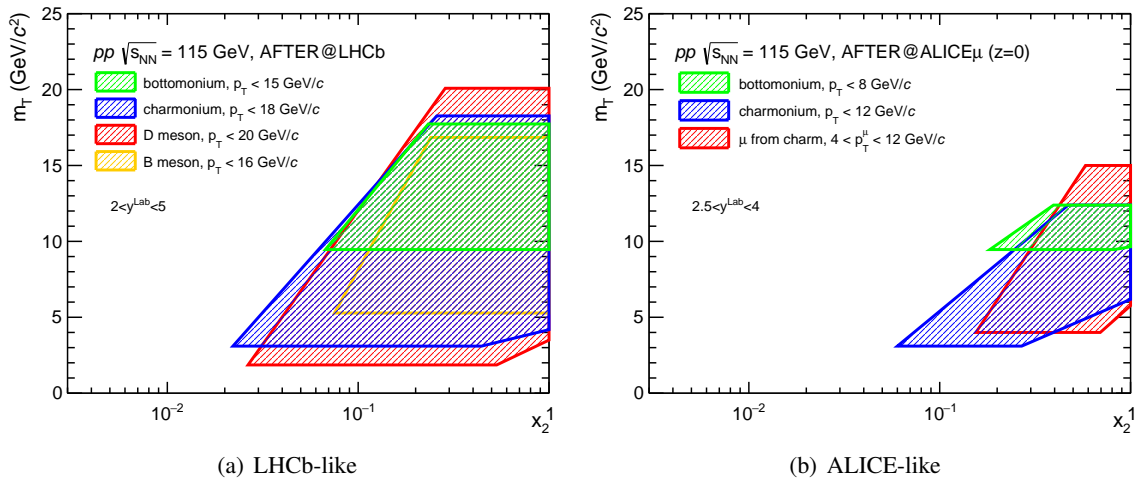 pp √s_NN = 115 GeV, AFTER@LHCb
bottomonium, p_T < 15 GeV/c
charmonium, p_T < 18 GeV/c
D meson, p_T < 20 GeV/c
B meson, p_T < 16 GeV/c
2<y^Lab<5
m_T (GeV/c²)
25
20
15
10
5
0
10⁻²
10⁻¹
1
x₂
(a) LHCb-like
pp √s_NN = 115 GeV, AFTER@ALICEμ (z=0)
bottomonium, p_T < 8 GeV/c
charmonium, p_T < 12 GeV/c
μ from charm, 4 < p_T^μ < 12 GeV/c
2.5<y^Lab<4
m_T (GeV/c²)
25
20
15
10
5
0
10⁻²
10⁻¹
1
x₂
(b) ALICE-like